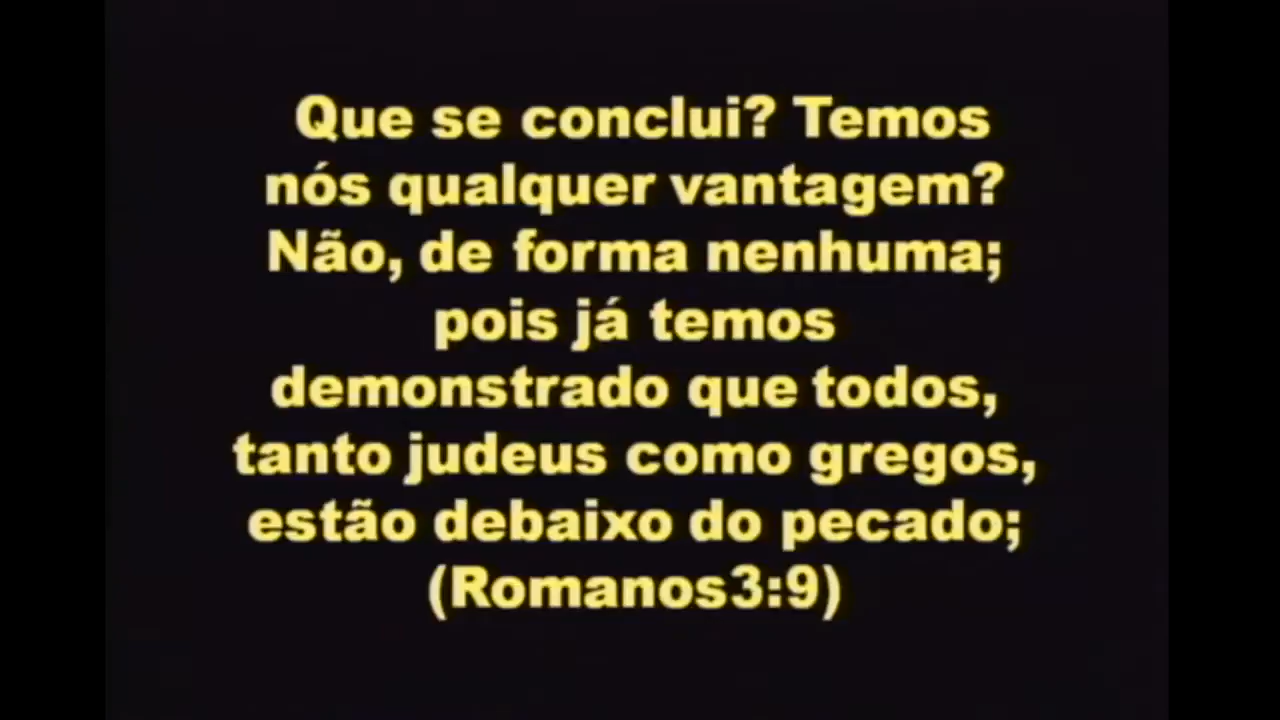 Que se conclui? Temos
nós qualquer vantagem?
Não, de forma nenhuma;
pois já temos
demonstrado que todos,
tanto judeus como gregos,
estão debaixo do pecado;
(Romanos3:9)